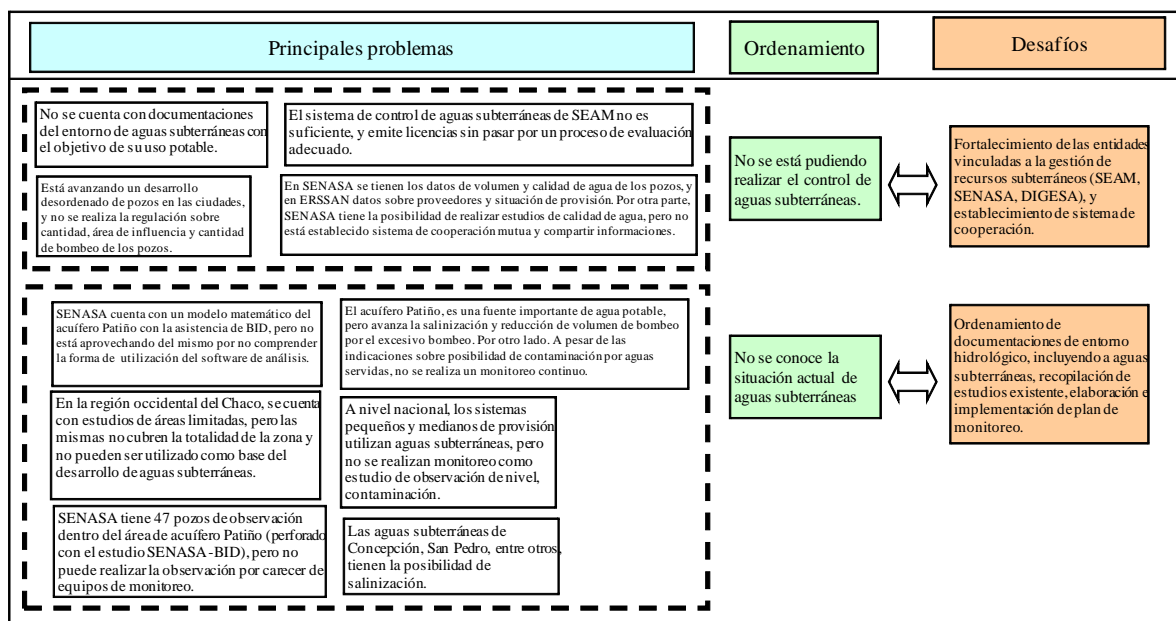 Principales problemas
Ordenamiento
Desafíos
No se cuenta con documentaciones
del entorno de aguas subterráneas con
el objetivo de su uso potable.
El sistema de control de aguas subterráneas de SEAM no es
suficiente, y emite licencias sin pasar por un proceso de evaluación
adecuado.
Está avanzando un desarrollo
desordenado de pozos en las ciudades,
y no se realiza la regulación sobre
cantidad, área de influencia y cantidad
de bombeo de los pozos.
En SENASA se tienen los datos de volumen y calidad de agua de los pozos, y
en ERSSAN datos sobre proveedores y situación de provisión. Por otra parte,
SENASA tiene la posibilidad de realizar estudios de calidad de agua, pero no
está establecido sistema de cooperación mutua y compartir informaciones.
No se está pudiendo
realizar el control de
aguas subterráneas.
Fortalecimiento de las entidades
vinculadas a la gestión de
recursos subterráneos (SEAM,
SENASA, DIGESA), y
establecimiento de sistema de
cooperación.
SENASA cuenta con un modelo matemático del
acuífero Patiño con la asistencia de BID, pero no
está aprovechando del mismo por no comprender
la forma de utilización del software de análisis.
El acuífero Patiño, es una fuente importante de agua potable,
pero avanza la salinización y reducción de volumen de bombeo
por el excesivo bombeo. Por otro lado. A pesar de las
indicaciones sobre posibilidad de contaminación por aguas
servidas, no se realiza un monitoreo continuo.
En la región occidental del Chaco, se cuenta
con estudios de áreas limitadas, pero las
mismas no cubren la totalidad de la zona y
no pueden ser utilizado como base del
desarrollo de aguas subterráneas.
A nivel nacional, los sistemas
pequeños y medianos de provisión
utilizan aguas subterráneas, pero
no se realizan monitoreo como
estudio de observación de nivel,
contaminación.
SENASA tiene 47 pozos de observación
dentro del área de acuífero Patiño (perforado
con el estudio SENASA-BID), pero no
puede realizar la observación por carecer de
equipos de monitoreo.
Las aguas subterráneas de
Concepción, San Pedro, entre otros,
tienen la posibilidad de
salinización.
No se conoce la
situación actual de
aguas subterráneas
Ordenamiento de
documentaciones de entorno
hidrológico, incluyendo a aguas
subterráneas, recopilación de
estudios existente, elaboración e
implementación de plan de
monitoreo.